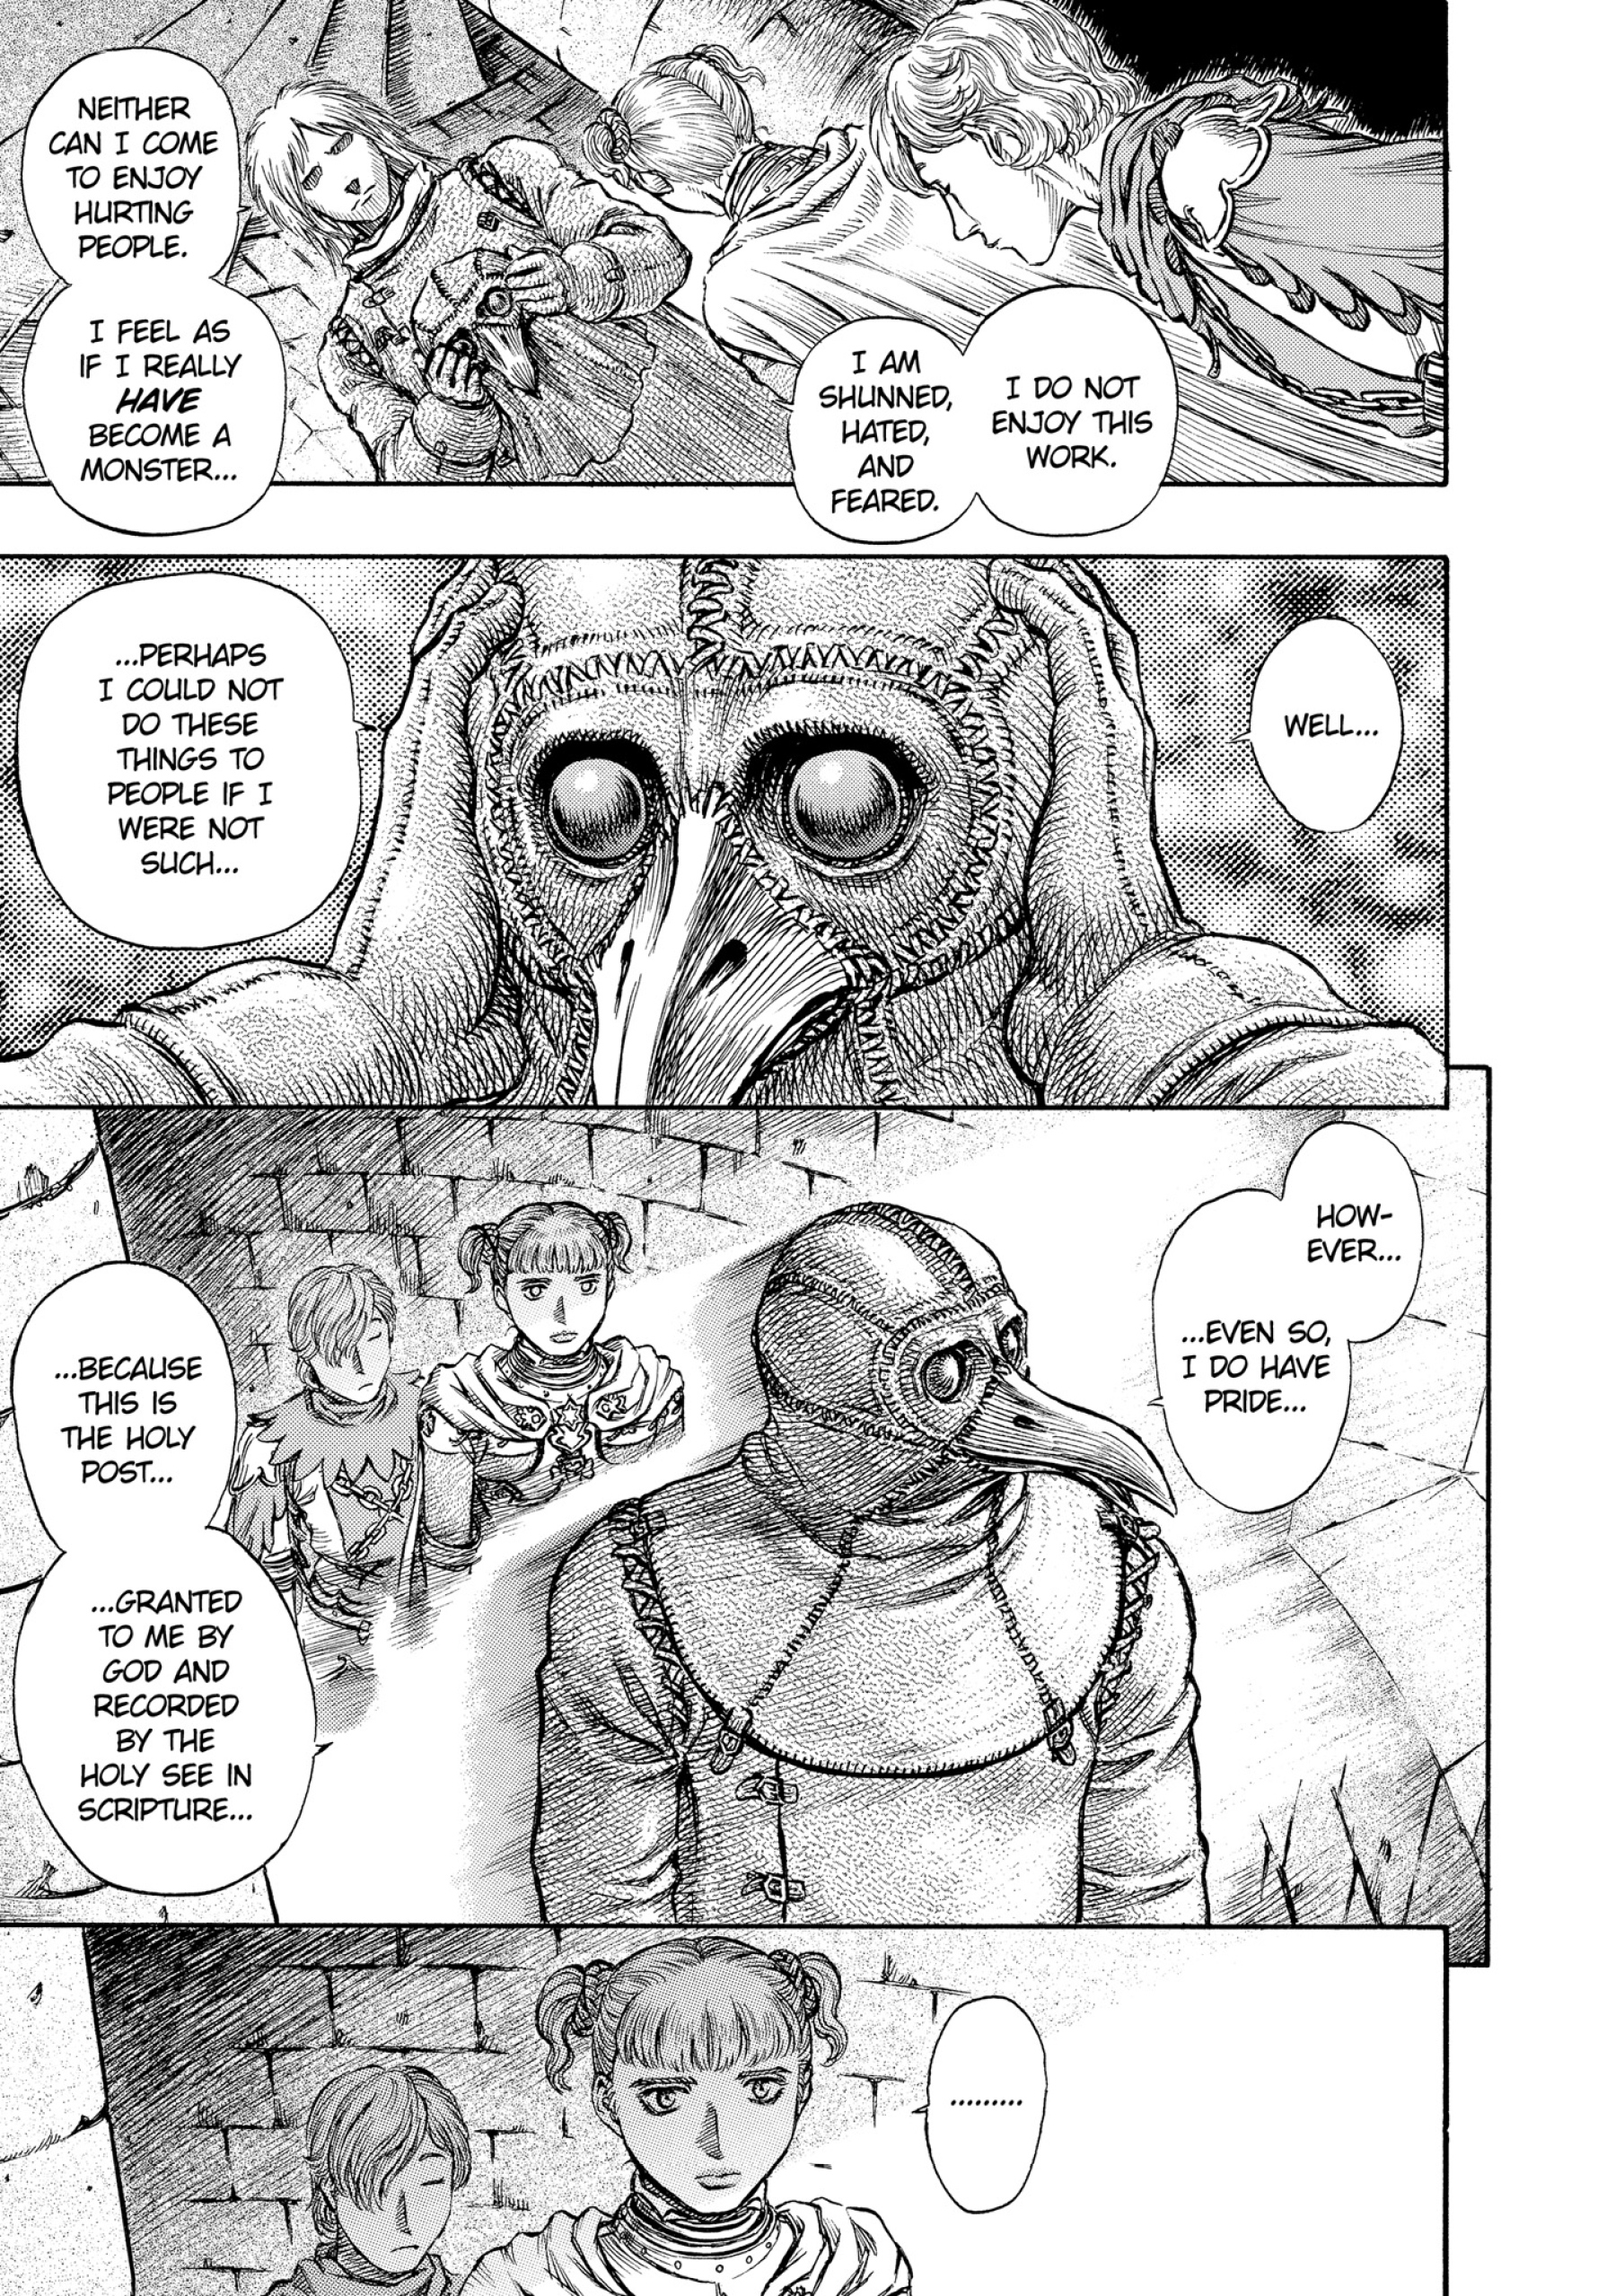 I DO NOT
ENJOY THIS
WORK.
I AM
SHUNNED,
HATED,
AND
FEARED.
NEITHER
CAN I COME
TO ENJOY
HURTING
PEOPLE.
I FEEL AS
IF I REALLY
HAVE
BECOME A
MONSTER...
WELL...
...PERHAPS
I COULD NOT
DO THESE
THINGS TO
PEOPLE IF I
WERE NOT
SUCH...
HOW-
EVER...
...EVEN SO,
I DO HAVE
PRIDE...
...BECAUSE
THIS IS
THE HOLY
POST...
...GRANTED
TO ME BY
GOD AND
RECORDED
BY THE
HOLY SEE IN
SCRIPTURE...
.........